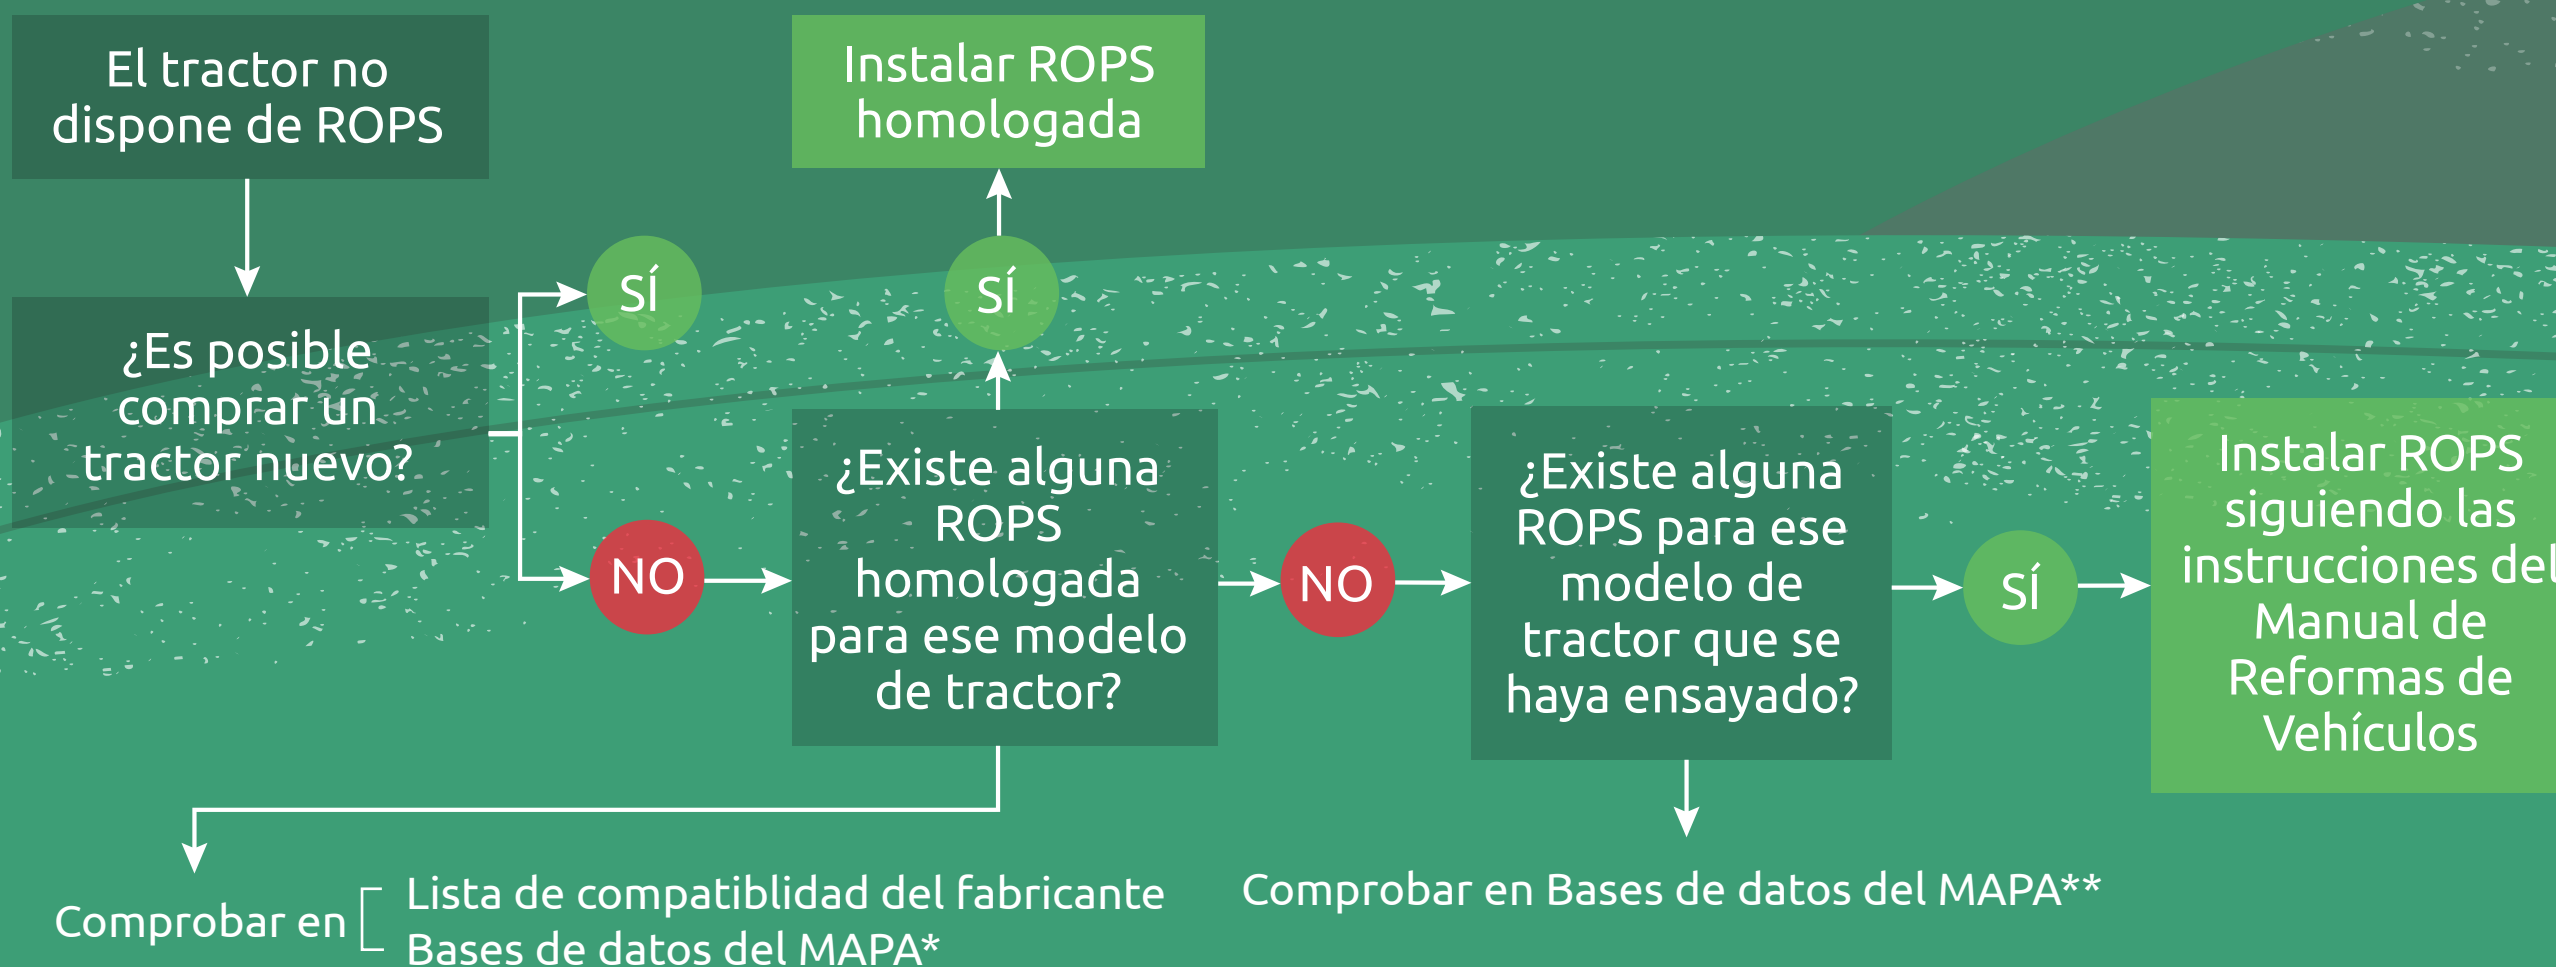 El tractor no
dispone de ROPS
Instalar ROPS
homologada
¿Es posible
comprar un
tractor nuevo?
SÍ
SÍ
NO
¿Existe alguna
ROPS
homologada
para ese modelo
de tractor?
NO
¿Existe alguna
ROPS para ese
modelo de
tractor que se
haya ensayado?
SÍ
Instalar ROPS
siguiendo las
instrucciones del
Manual de
Reformas de
Vehículos
Comprobar en
Lista de compatiblidad del fabricante
Bases de datos del MAPA*
Comprobar en Bases de datos del MAPA**